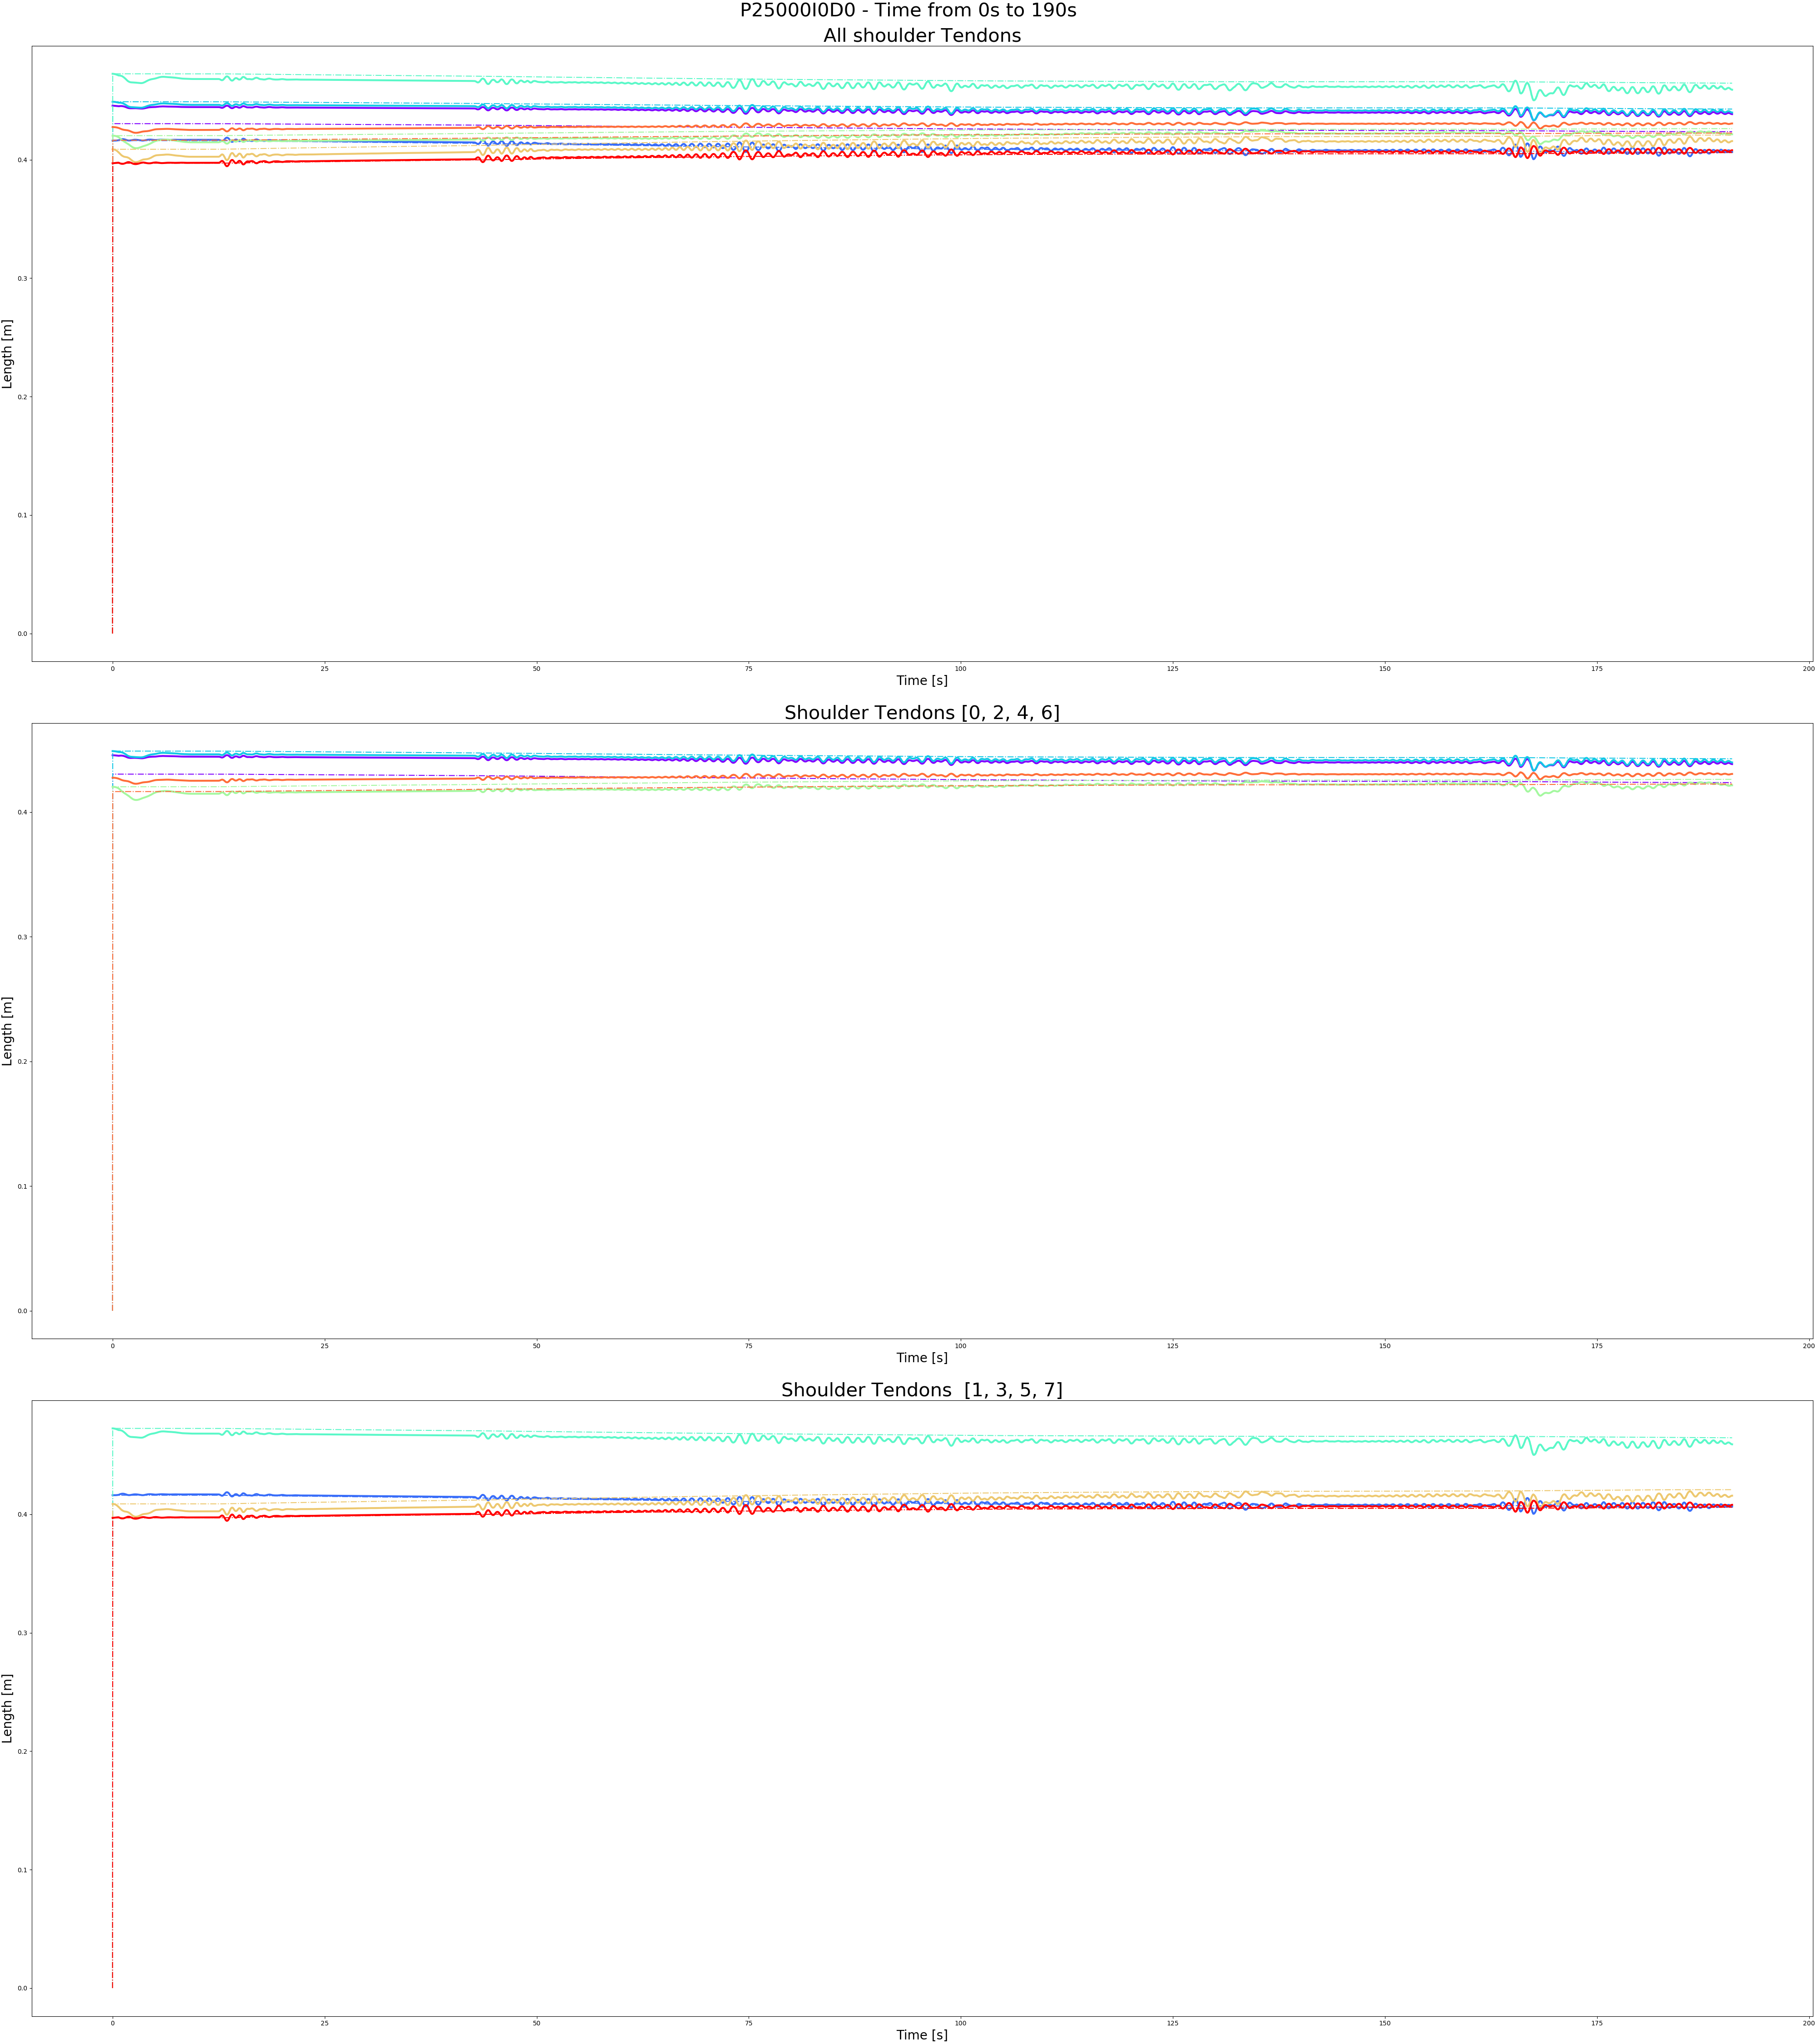 P25000I0D0 - Time from 0s to 190s
All shoulder Tendons
Length [m]
0.4
0.3
0.2
0.1
0.0
0 25 50 75 100 125 150 175 200
Time [s]
Shoulder Tendons [0, 2, 4, 6]
Length [m]
0.4
0.3
0.2
0.1
0.0
0 25 50 75 100 125 150 175 200
Time [s]
Shoulder Tendons [1, 3, 5, 7]
Length [m]
0.4
0.3
0.2
0.1
0.0
0 25 50 75 100 125 150 175 200
Time [s]